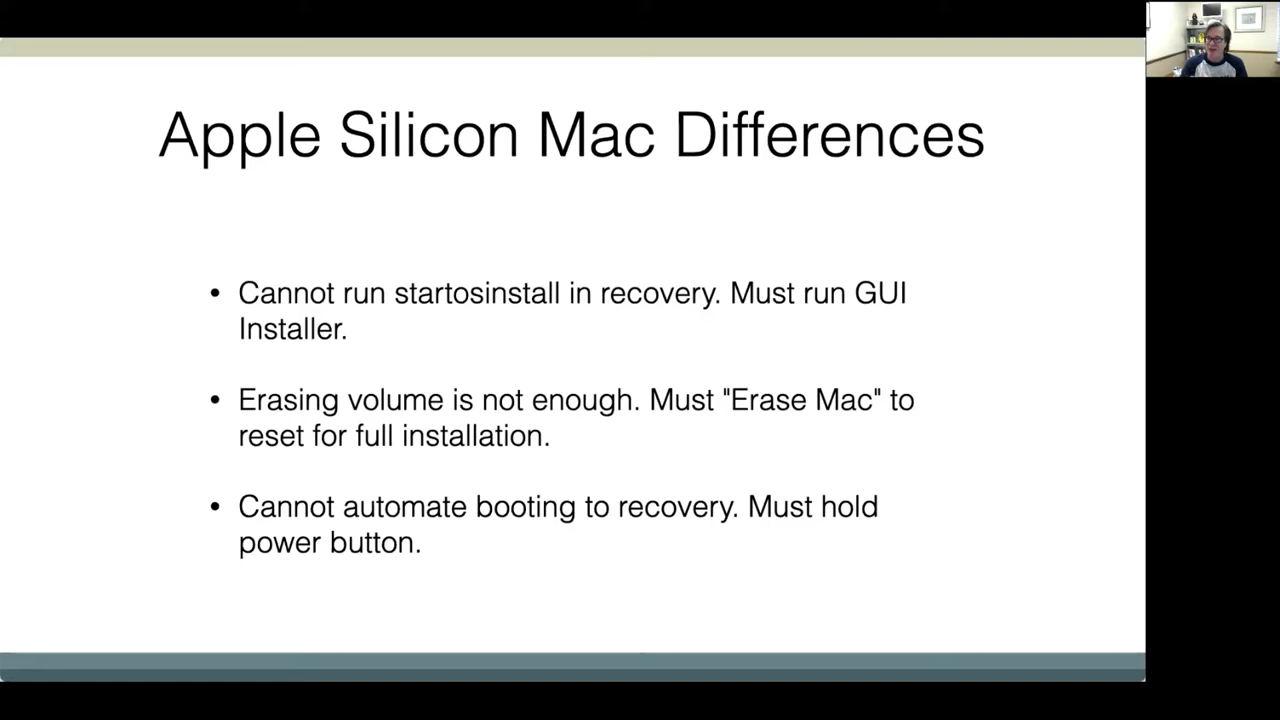 Apple Silicon Mac Differences
• Cannot run startosinstall in recovery. Must run GUI
Installer.
• Erasing volume is not enough. Must "Erase Mac" to
reset for full installation.
• Cannot automate booting to recovery. Must hold
power button.